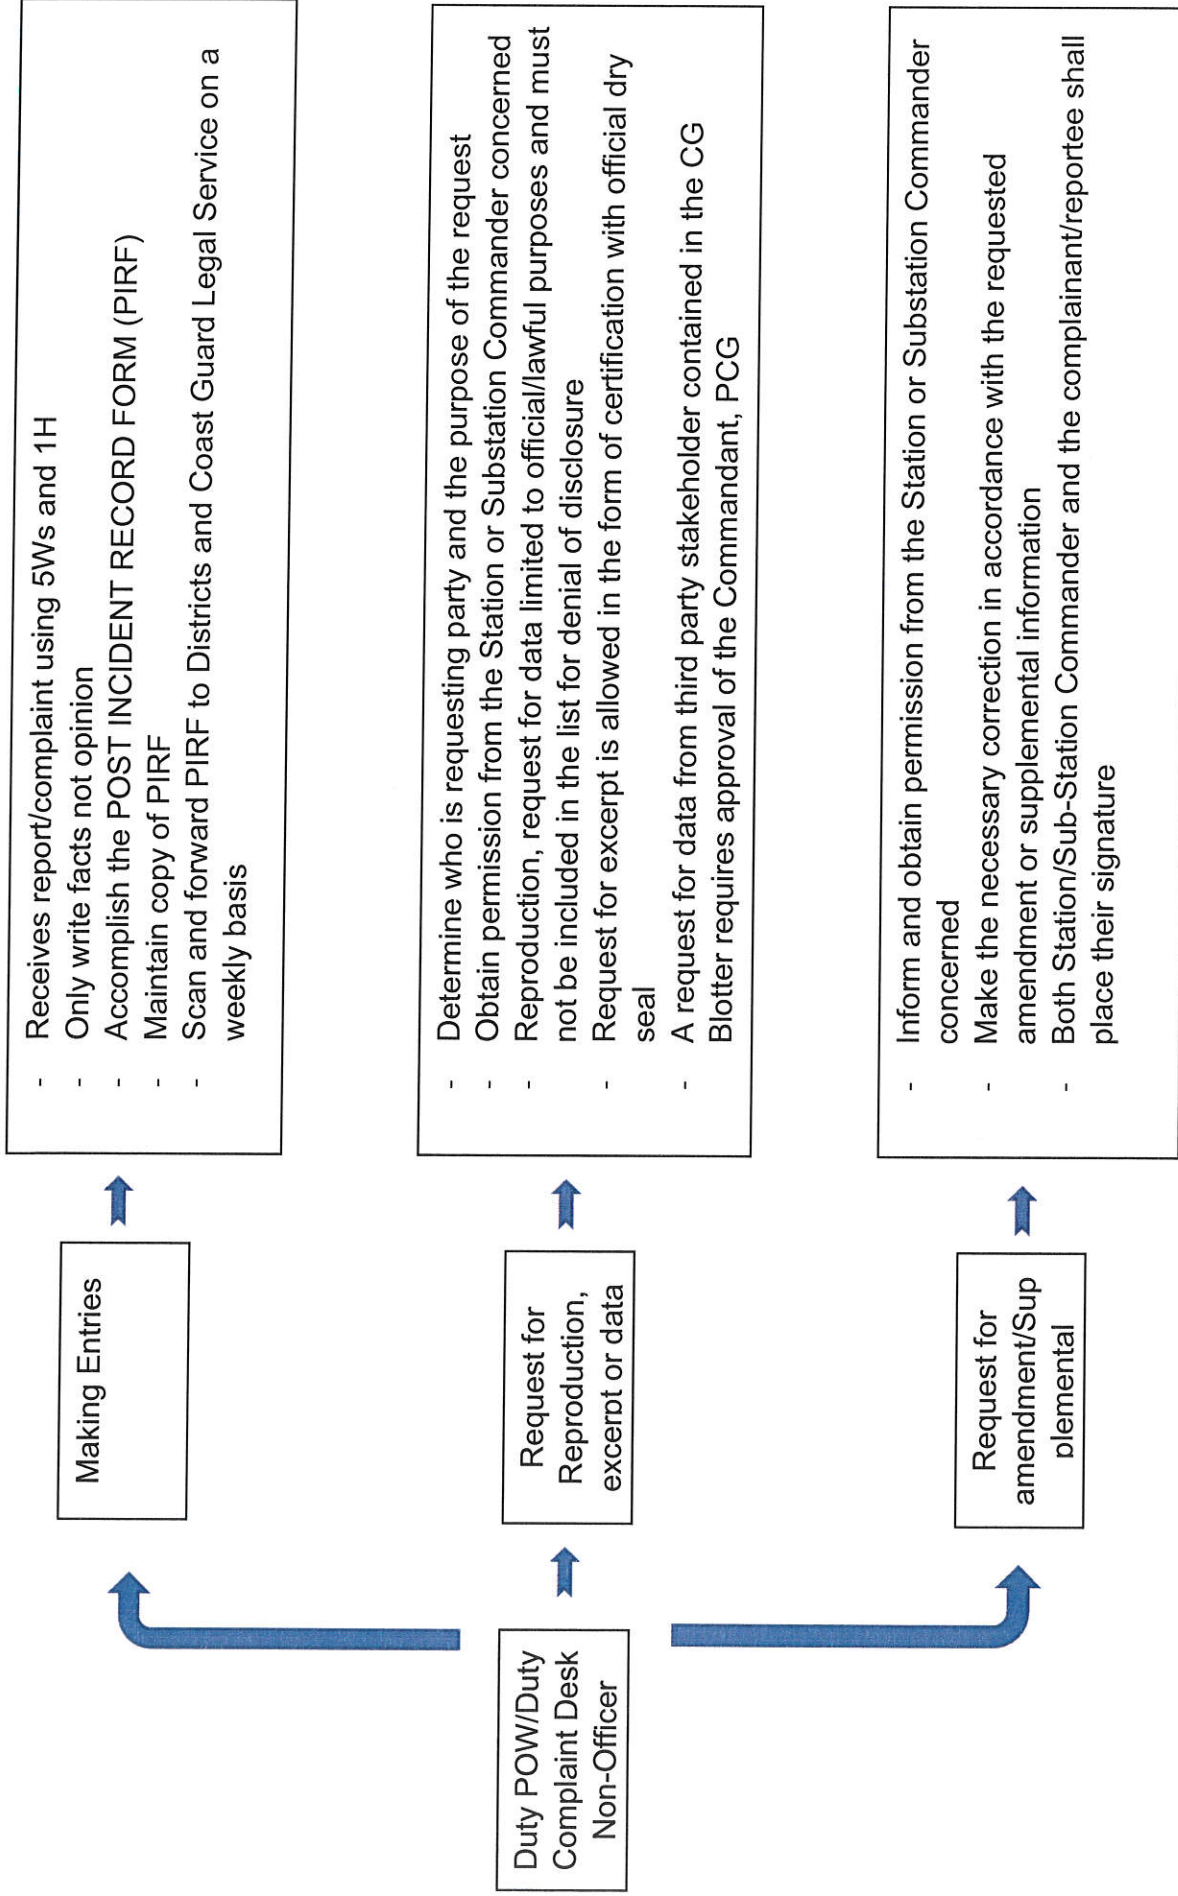 Duty POW/Duty
Complaint Desk
Non-Officer
Making Entries
- Receives report/complaint using 5Ws and 1H
- Only write facts not opinion
- Accomplish the POST INCIDENT RECORD FORM (PIRF)
- Maintain copy of PIRF
- Scan and forward PIRF to Districts and Coast Guard Legal Service on a
weekly basis
Request for
Reproduction,
excerpt or data
- Determine who is requesting party and the purpose of the request
Obtain permission from the Station or Substation Commander concerned
- Reproduction, request for data limited to official/lawful purposes and must
not be included in the list for denial of disclosure
- Request for excerpt is allowed in the form of certification with official dry
seal
- A request for data from third party stakeholder contained in the CG
Blotter requires approval of the Commandant, PCG
Request for
amendment/Sup
plemental
- Inform and obtain permission from the Station or Substation Commander
concerned
- Make the necessary correction in accordance with the requested
amendment or supplemental information
- Both Station/Sub-Station Commander and the complainant/reportee shall
place their signature